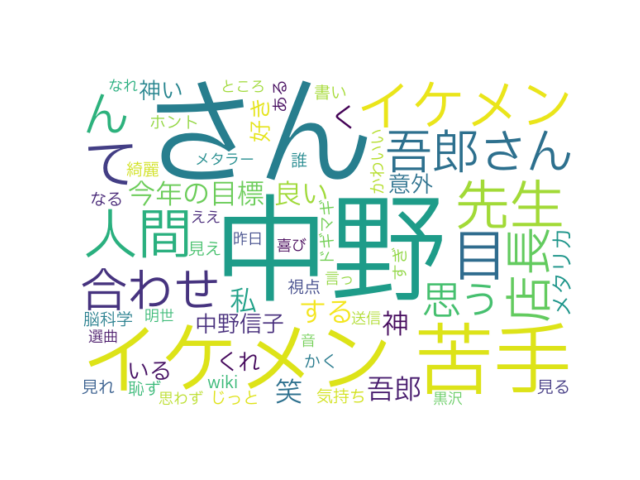 なれ 神い さん ところ ある 書い イケメン
ん ホント 好き く
て メタラー 誰 かわいい 吾郎さん
綺麗 今年の目標 良い 意外 先生
なる 人間 ええ 中野 ドキドキ すぎ 目 店長 メタリカ
見え 昨日 喜び
合わせ 私 視点 言っ 思う
脳科学 明世 中野信子 する 送信 神
選曲 イケメン 苦手 音
いる くれ かく
見れ 恥ず wiki 笑 気持ち 吾郎 見る
思わず じっと 黒沢